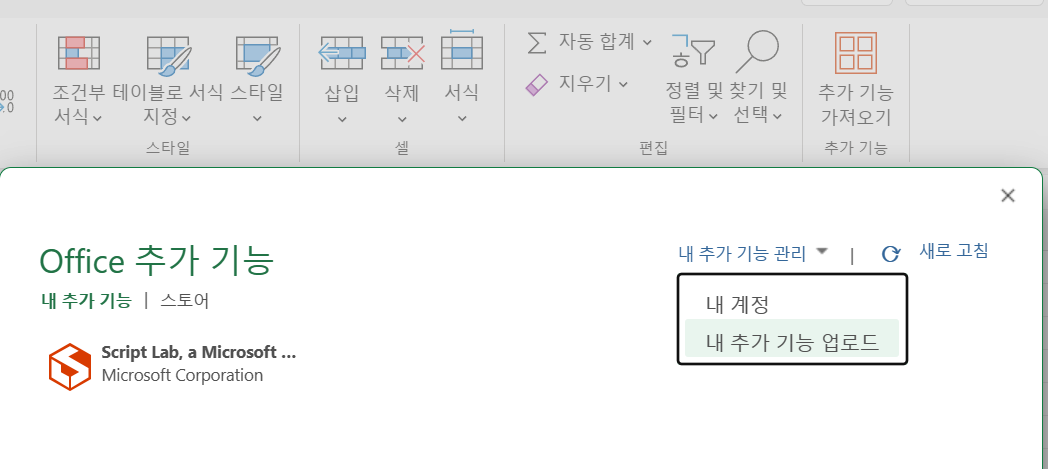 00
0
조건부
서식
테이블로 서식
지정
스타일
삽입
삭제
서식
자동 합계
지우기
정렬 및
필터
찾기 및
선택
추가 기능
가져오기
스타일
셀
편집
추가 기능
Office 추가 기능
내 추가 기능 관리 | 새로 고침
내 추가 기능 | 스토어
내 계정
내 추가 기능 업로드
Script Lab, a Microsoft ...
Microsoft Corporation